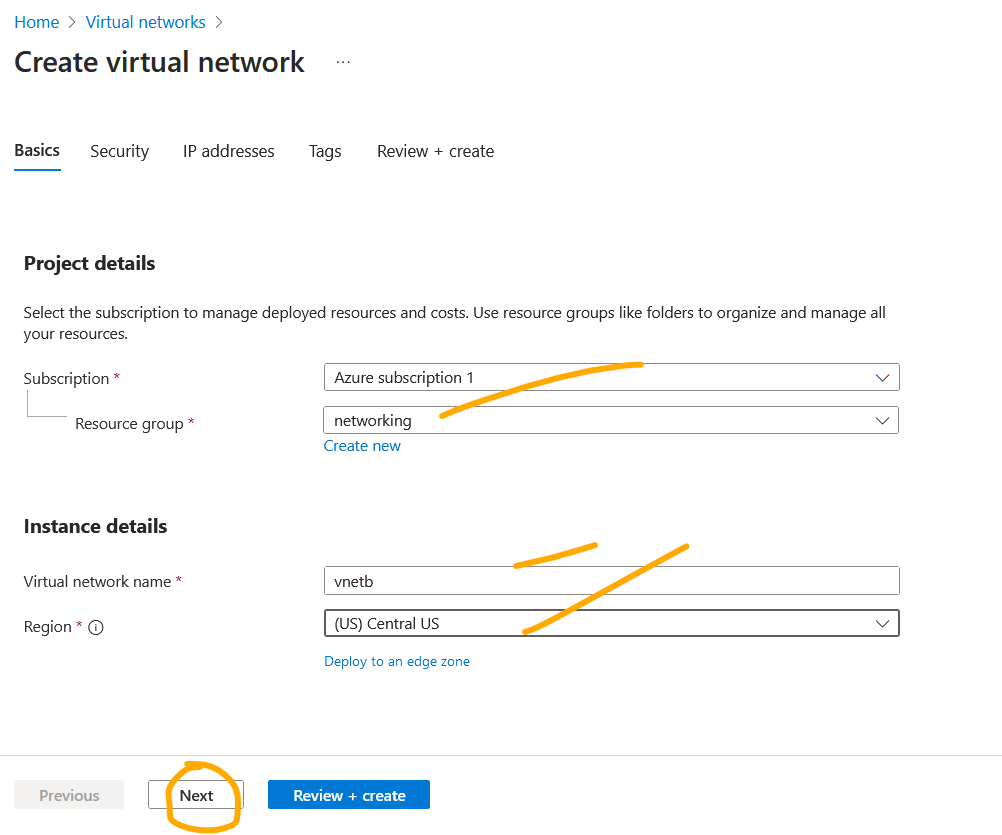 Home > Virtual networks >
Create virtual network ...
Basics Security IP addresses Tags Review + create
Project details
Select the subscription to manage deployed resources and costs. Use resource groups like folders to organize and manage all
your resources.
Subscription * Azure subscription 1
Resource group * networking
Create new
Instance details
Virtual network name * vnetb
Region * (US) Central US
Deploy to an edge zone
Previous Next Review + create